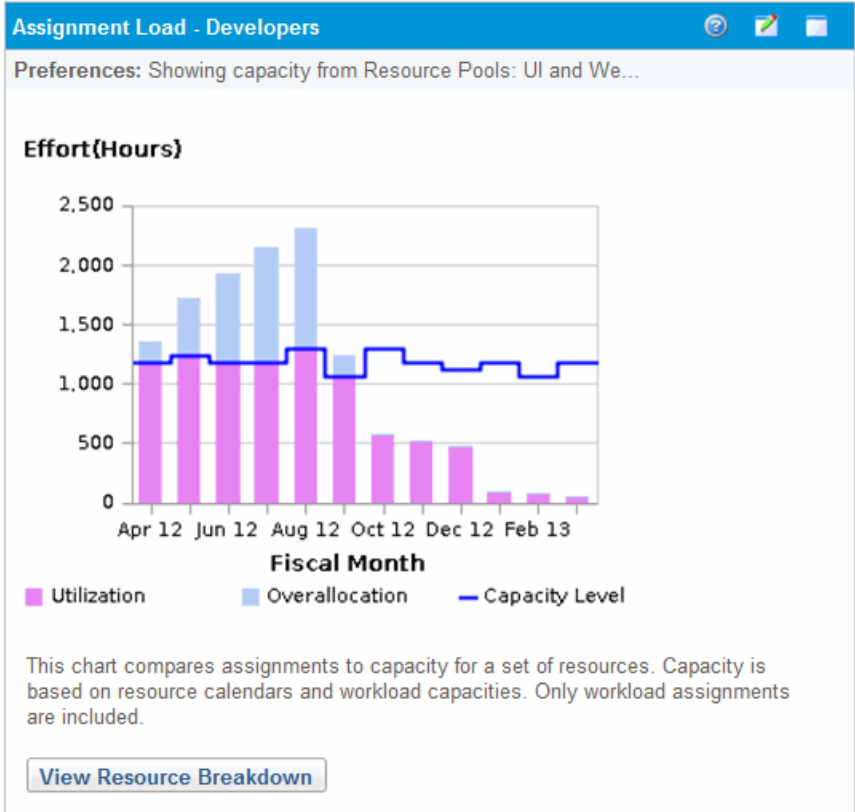 Assignment Load - Developers
Preferences: Showing capacity from Resource Pools: UI and We...
Effort(Hours)
2,500
2,000
1,500
1,000
500
0
Apr 12 Jun 12 Aug 12 Oct 12 Dec 12 Feb 13
Fiscal Month
Utilization Overallocation Capacity Level
This chart compares assignments to capacity for a set of resources. Capacity is
based on resource calendars and workload capacities. Only workload assignments
are included.
View Resource Breakdown